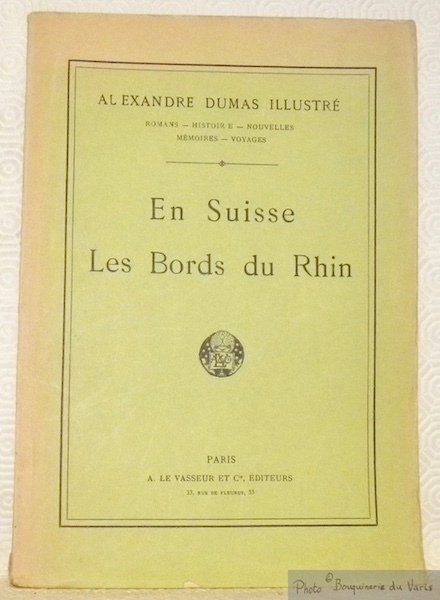 ALEXANDRE DUMAS ILLUSTRÉ
ROMANS — HISTOIRE — NOUVELLES
MÉMOIRES — VOYAGES
En Suisse
Les Bords du Rhin
PARIS
A. LE VASSEUR ET Cie, ÉDITEURS
33, RUE DE FLEURUS, 33
Photo © Bouquinerie du Varis